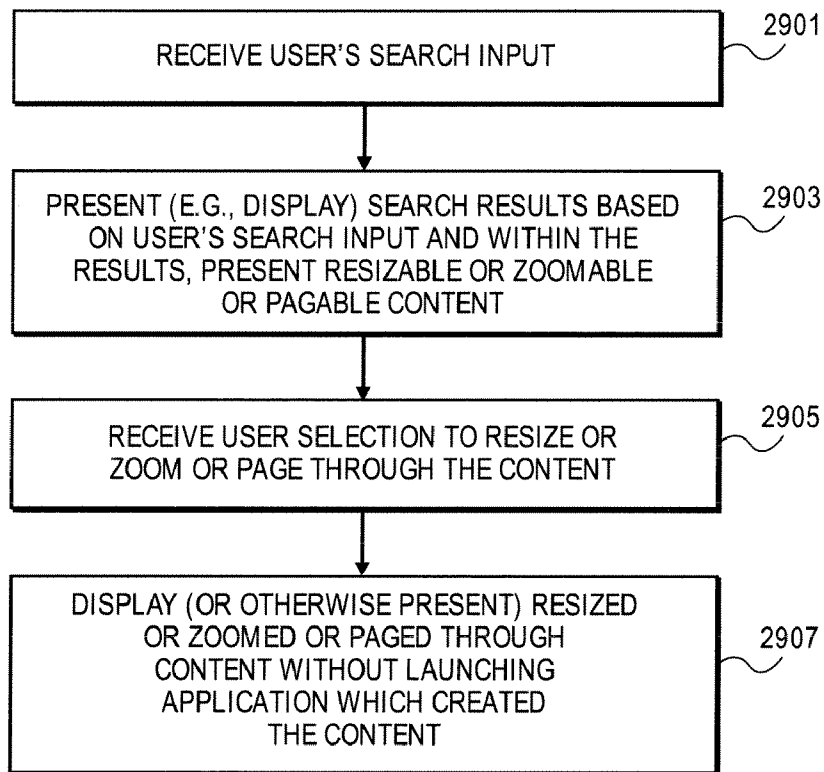 2901
RECEIVE USER'S SEARCH INPUT
2903
PRESENT (E.G., DISPLAY) SEARCH RESULTS BASED
ON USER'S SEARCH INPUT AND WITHIN THE
RESULTS, PRESENT RESIZABLE OR ZOOMABLE
OR PAGABLE CONTENT
2905
RECEIVE USER SELECTION TO RESIZE OR
ZOOM OR PAGE THROUGH THE CONTENT
2907
DISPLAY (OR OTHERWISE PRESENT) RESIZED
OR ZOOMED OR PAGED THROUGH
CONTENT WITHOUT LAUNCHING
APPLICATION WHICH CREATED
THE CONTENT